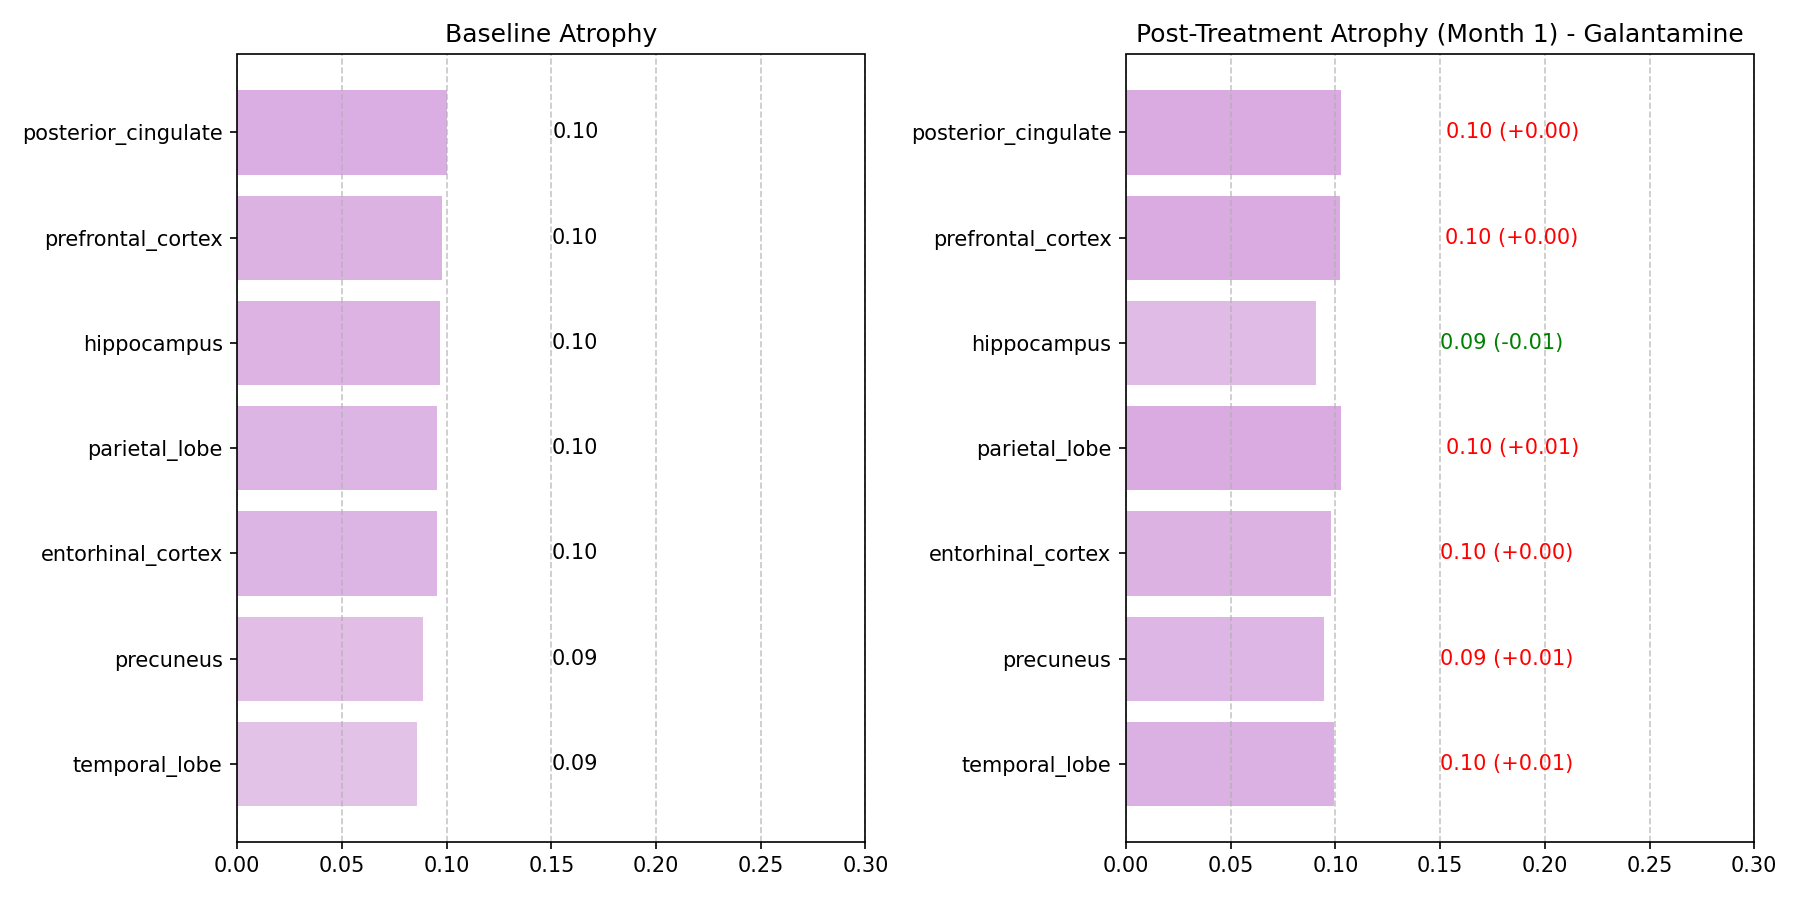 Baseline Atrophy
posterior_cingulate 0.10
prefrontal_cortex 0.10
hippocampus 0.10
parietal_lobe 0.10
entorhinal_cortex 0.10
precuneus 0.09
temporal_lobe 0.09
0.00 0.05 0.10 0.15 0.20 0.25 0.30
Post-Treatment Atrophy (Month 1) - Galantamine
posterior_cingulate 0.10 (+0.00)
prefrontal_cortex 0.10 (+0.00)
hippocampus 0.09 (-0.01)
parietal_lobe 0.10 (+0.01)
entorhinal_cortex 0.10 (+0.00)
precuneus 0.09 (+0.01)
temporal_lobe 0.10 (+0.01)
0.00 0.05 0.10 0.15 0.20 0.25 0.30